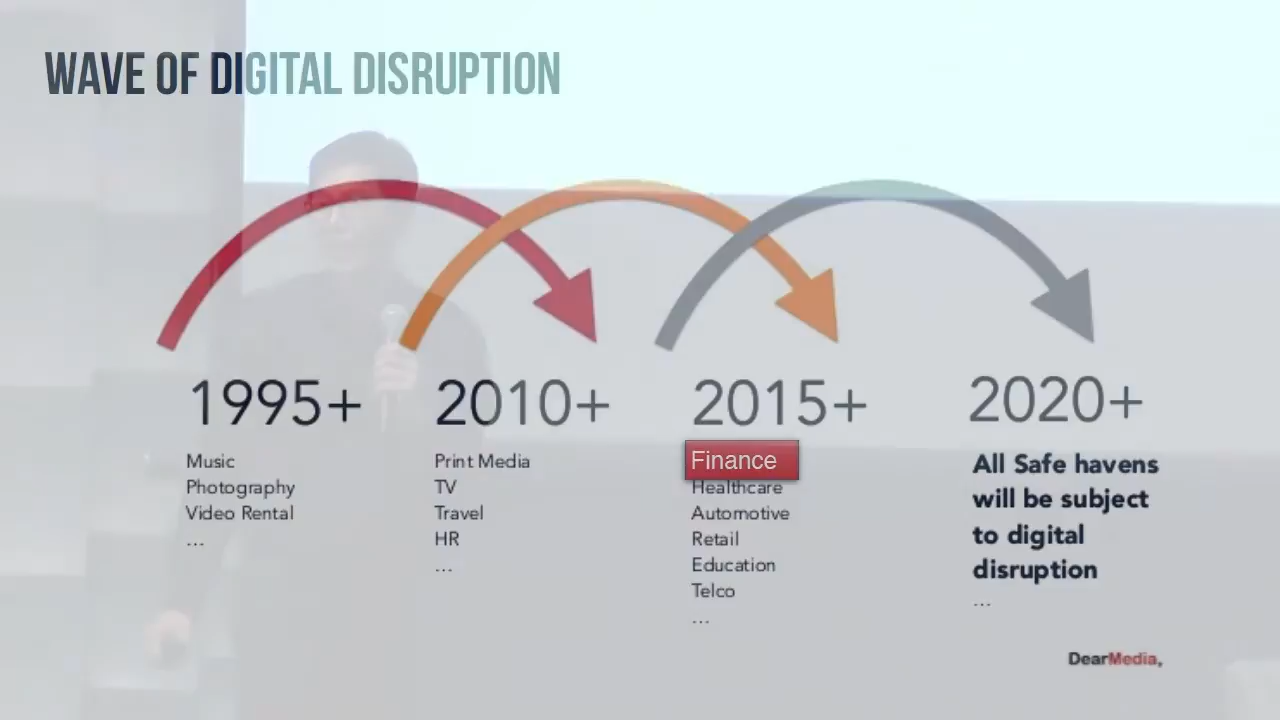 WAVE OF DIGITAL DISRUPTION
1995+
Music
Photography
Video Rental
...
2010+
Print Media
TV
Travel
HR
...
2015+
Finance
Healthcare
Automotive
Retail
Education
Telco
...
2020+
All Safe havens
will be subject
to digital
disruption
...
DearMedia,